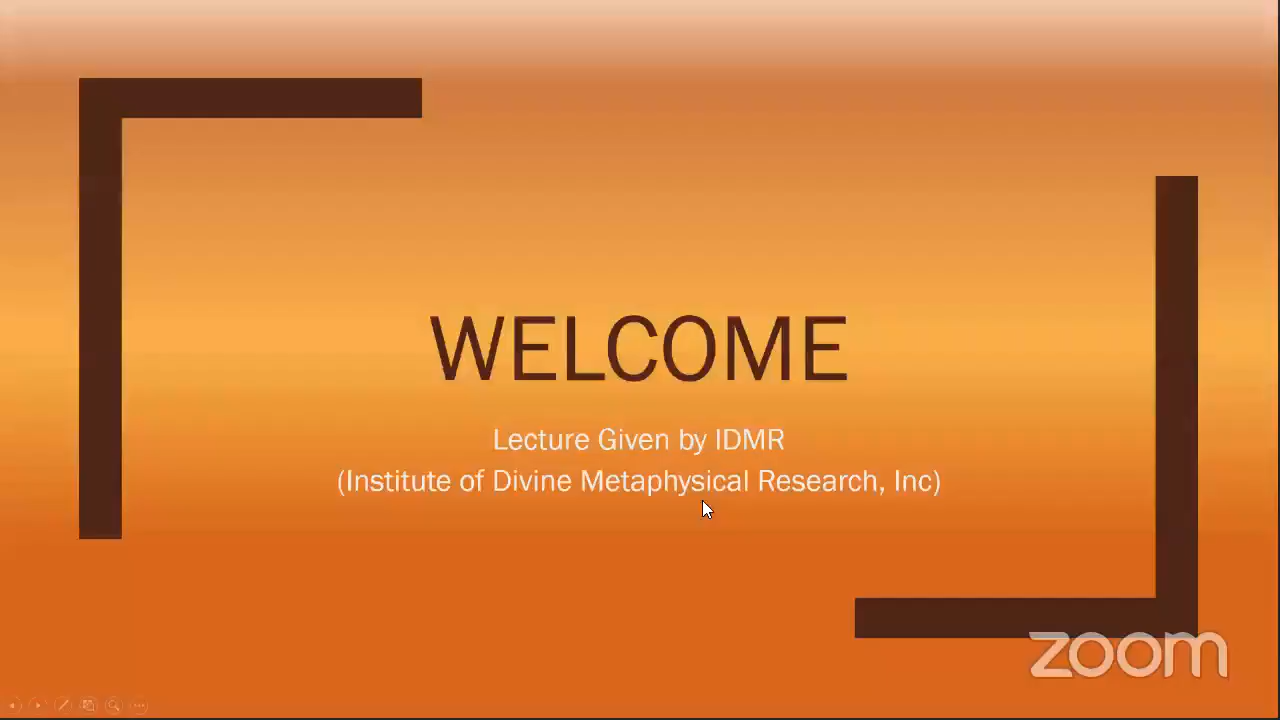 WELCOME
Lecture Given by IDMR
(Institute of Divine Metaphysical Research, Inc)
zoom